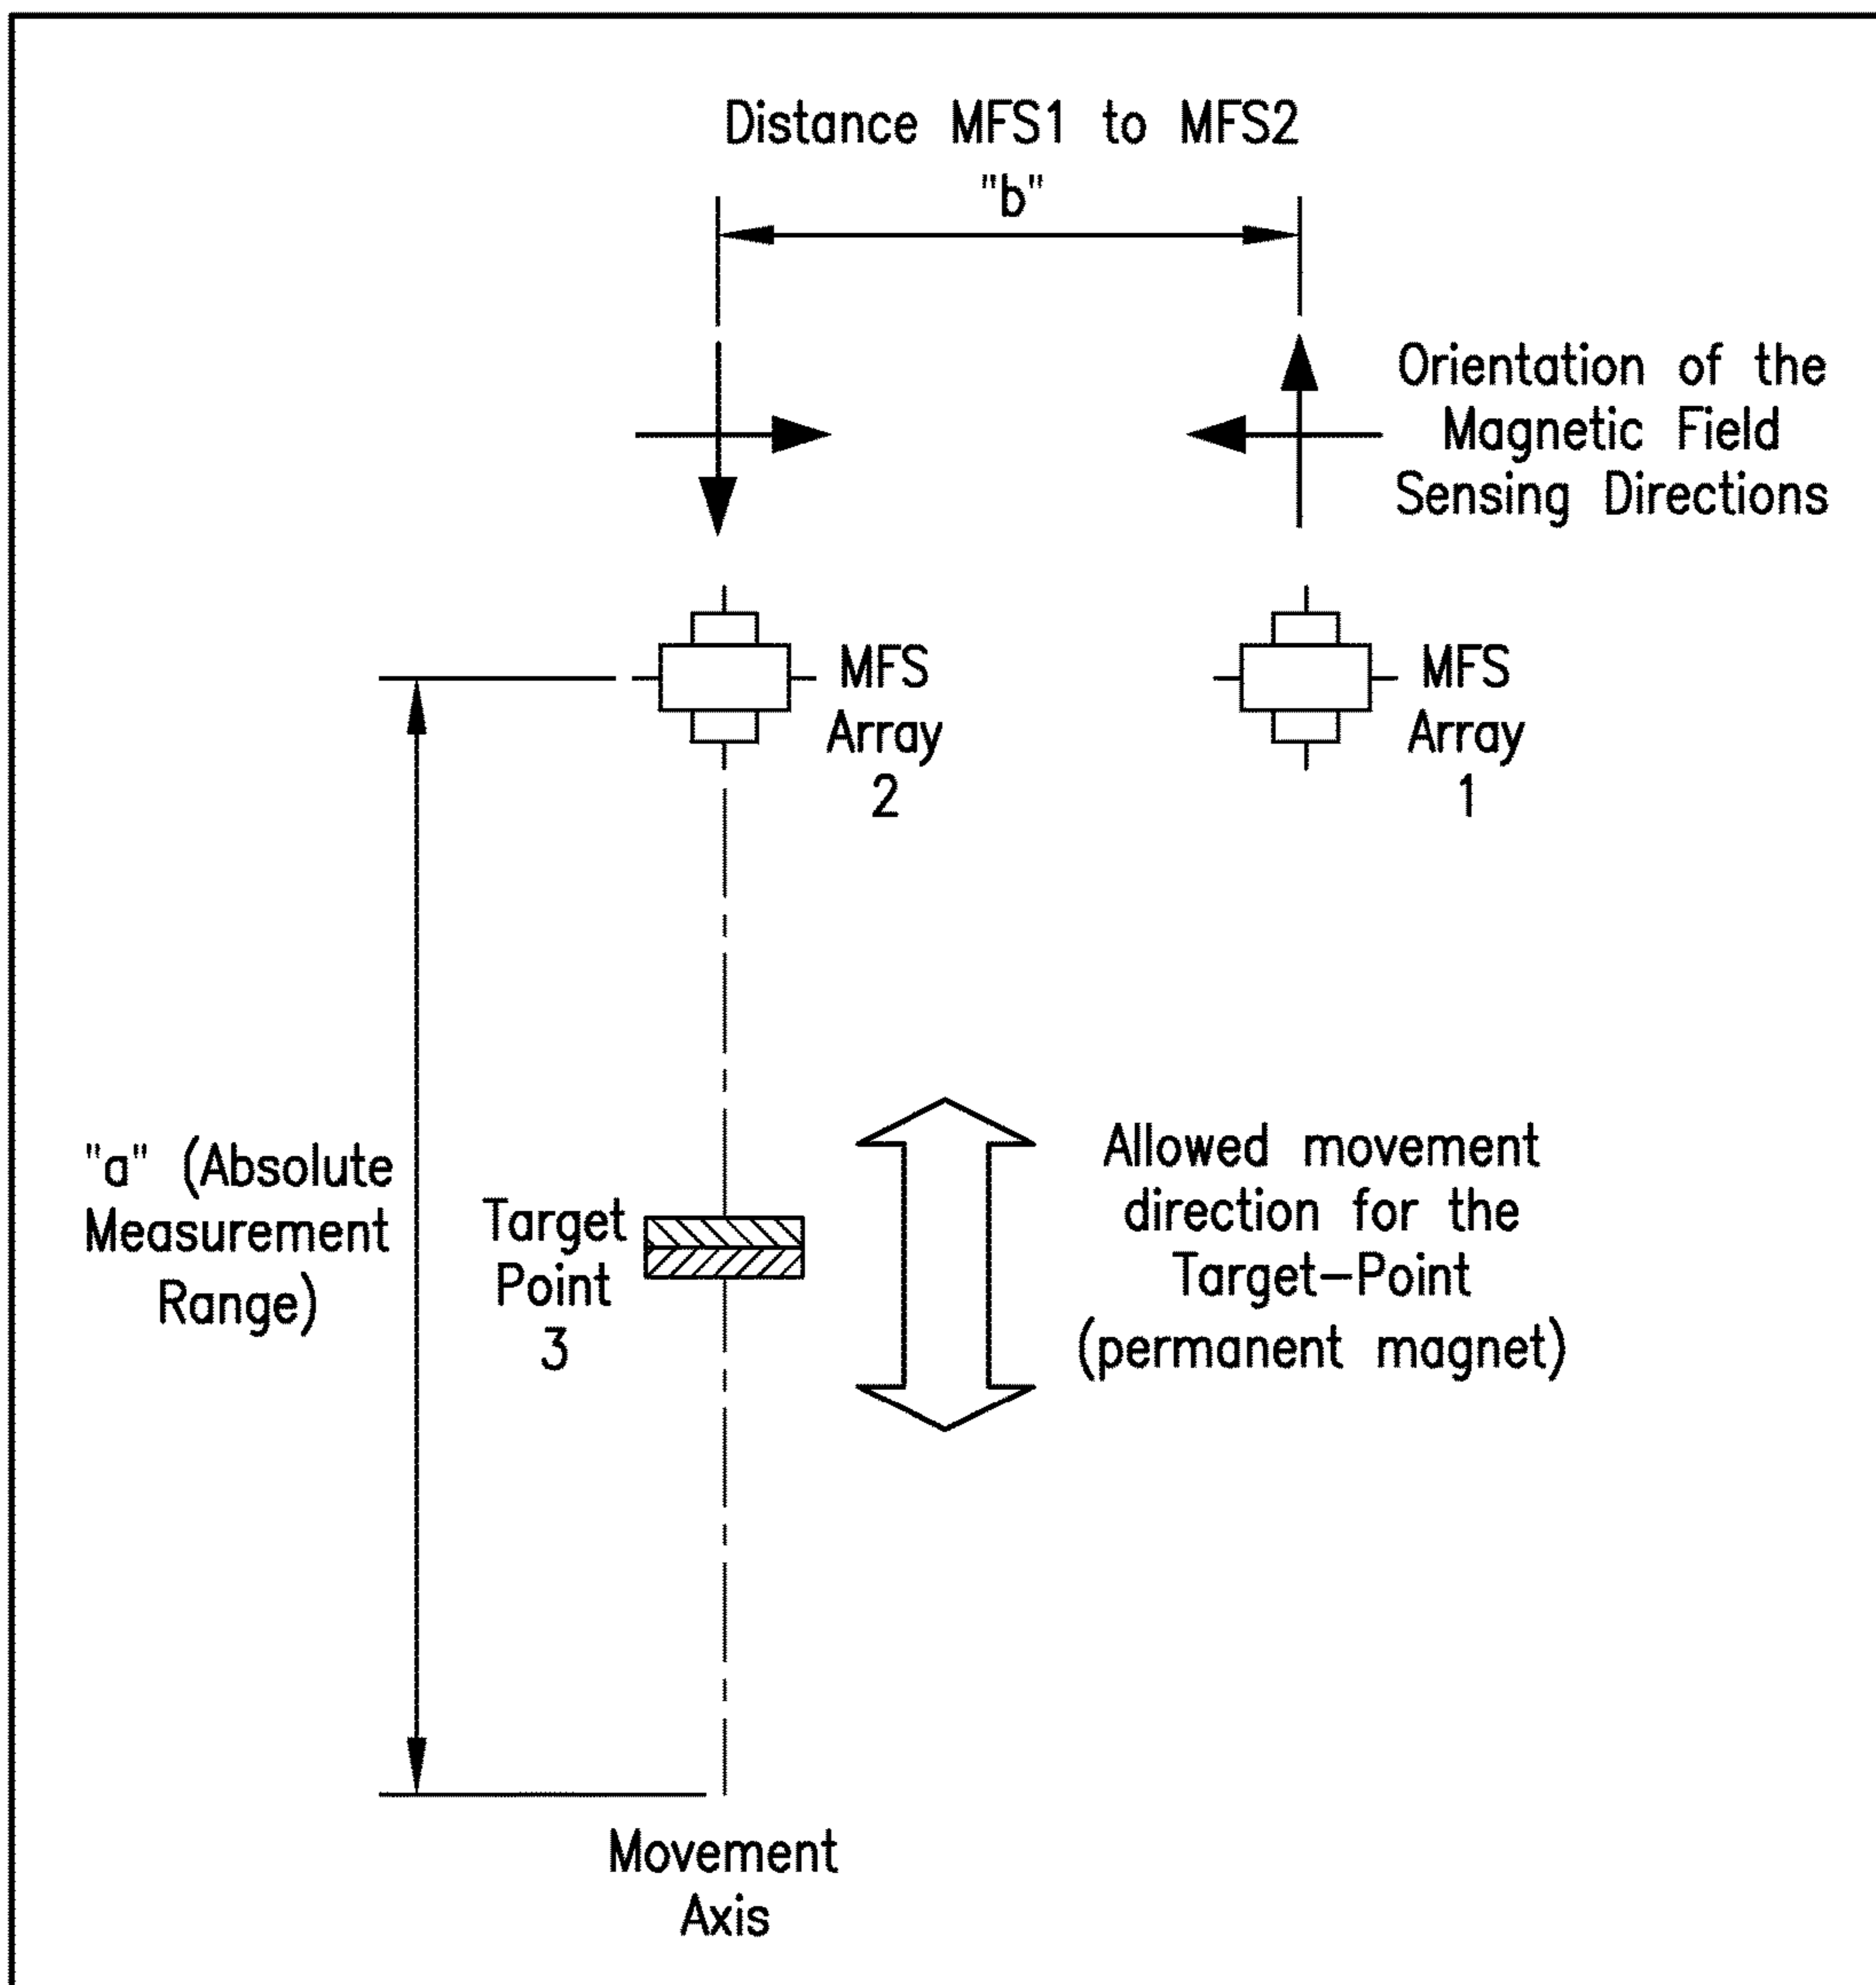 Distance MFS1 to MFS2
"b"
Orientation of the
Magnetic Field
Sensing Directions
MFS
Array
2
MFS
Array
1
"a" (Absolute
Measurement
Range)
Target
Point
3
Allowed movement
direction for the
Target-Point
(permanent magnet)
Movement
Axis